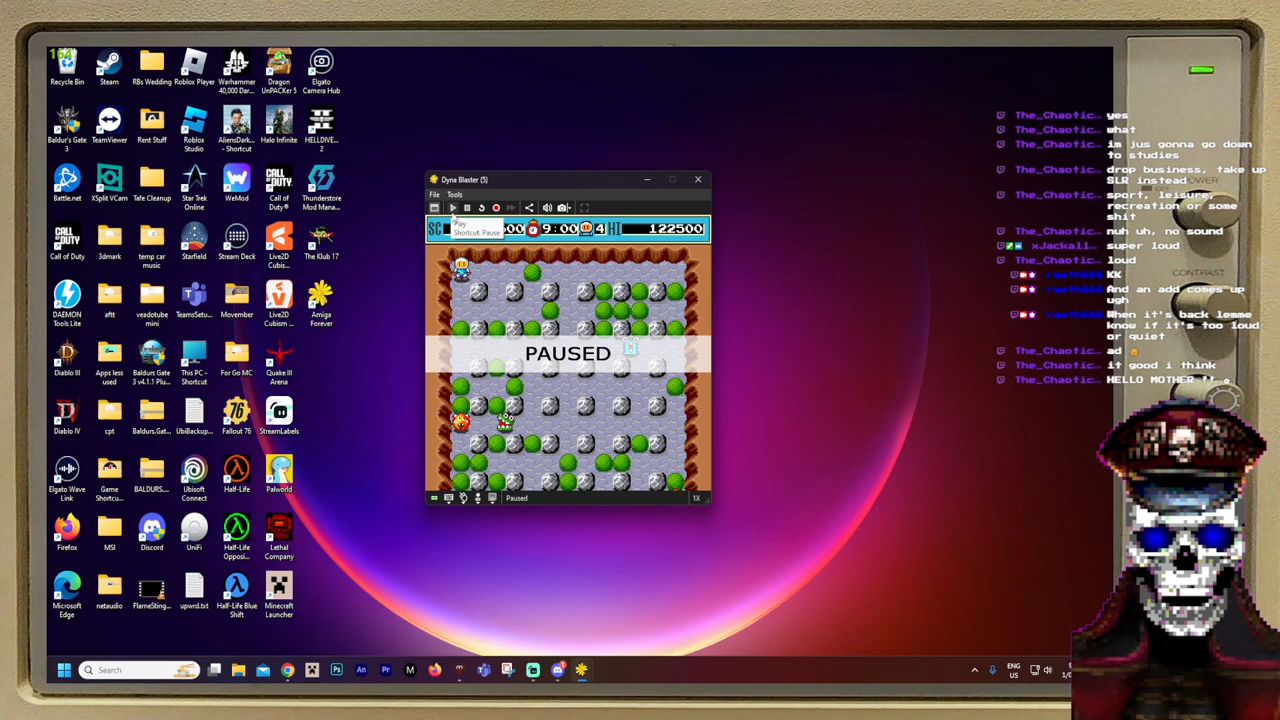 164
Recycle Bin
Steam
RBs Wedding
Roblox Player
Warhammer 40,000 Dar...
Dragon UnPACKer 5
Elgato Camera Hub
Baldur's Gate 3
TeamViewer
Rent Stuff
Roblox Studio
AliensDark... - Shortcut
Halo Infinite
HELLDIVE... 2
Battle.net
XSplit VCam
Tafe Cleanup
Star Trek Online
WeMod
Call of Duty®
Thunderstore Mod Mana...
Call of Duty
3dmark
temp car music
Starfield
Stream Deck
Live2D Cubis...
The Klub 17
DAEMON Tools Lite
aftt
veadotube mini
TeamsSetu...
Movember
Live2D Cubism ...
Amiga Forever
Diablo III
Apps less used
Baldurs Gate 3 v4.1.1 Plu...
This PC - Shortcut
For Go MC
Quake III Arena
Diablo IV
cpt
Baldurs.Gat...
UbiBackup...
Fallout 76
StreamLabels
Elgato Wave Link
Game Shortcu...
BALDURS....
Ubisoft Connect
Half-Life
Palworld
Firefox
MSI
Discord
UniFi
Half-Life Opposi...
Lethal Company
Microsoft Edge
netaudio
FlameSting...
upwrd.txt
Half-Life Blue Shift
Minecraft Launcher
Dyna Blaster (5)
File Tools
Play
Shortcut: Pause
SC 00 9:00 4 HI 122500
PAUSED
Paused
1X
The_Chaotic... yes
The_Chaotic... what
The_Chaotic... im jus gonna go down to studies
The_Chaotic... drop business, take up SLR instead
The_Chaotic... sport, leisure, recreation or some shit
The_Chaotic... nuh uh, no sound
xJackall... super loud
The_Chaotic... loud
KK
And an add comes up ugh
When it's back lemme know if it's too loud or quiet
The_Chaotic... ad
The_Chaotic... it good i think
The_Chaotic... HELLO MOTHER !!
POWER
CONTRAST
Search
ENG
US